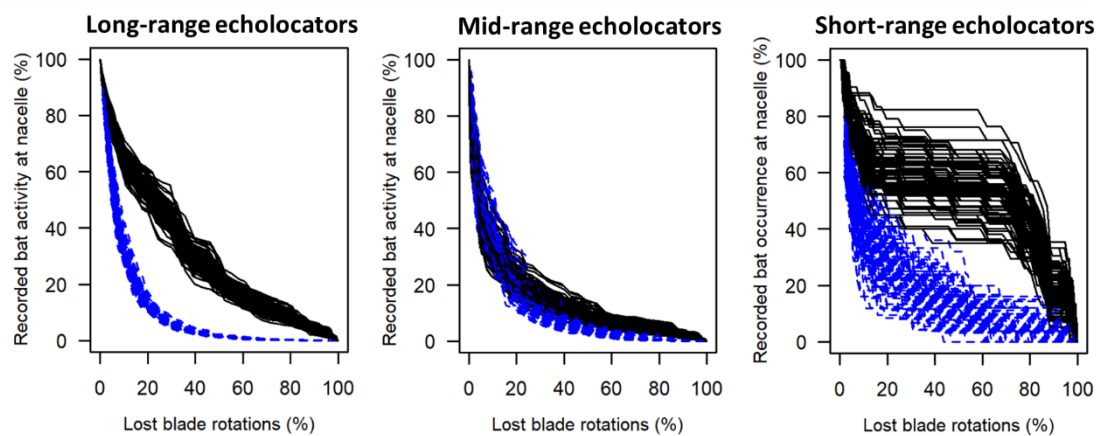 Long-range echolocators
Mid-range echolocators
Short-range echolocators
Recorded bat activity at nacelle (%)
100
80
60
40
20
0
0 20 40 60 80 100
Lost blade rotations (%)
Recorded bat activity at nacelle (%)
100
80
60
40
20
0
0 20 40 60 80 100
Lost blade rotations (%)
Recorded bat occurrence at nacelle (%)
100
80
60
40
20
0
0 20 40 60 80 100
Lost blade rotations (%)